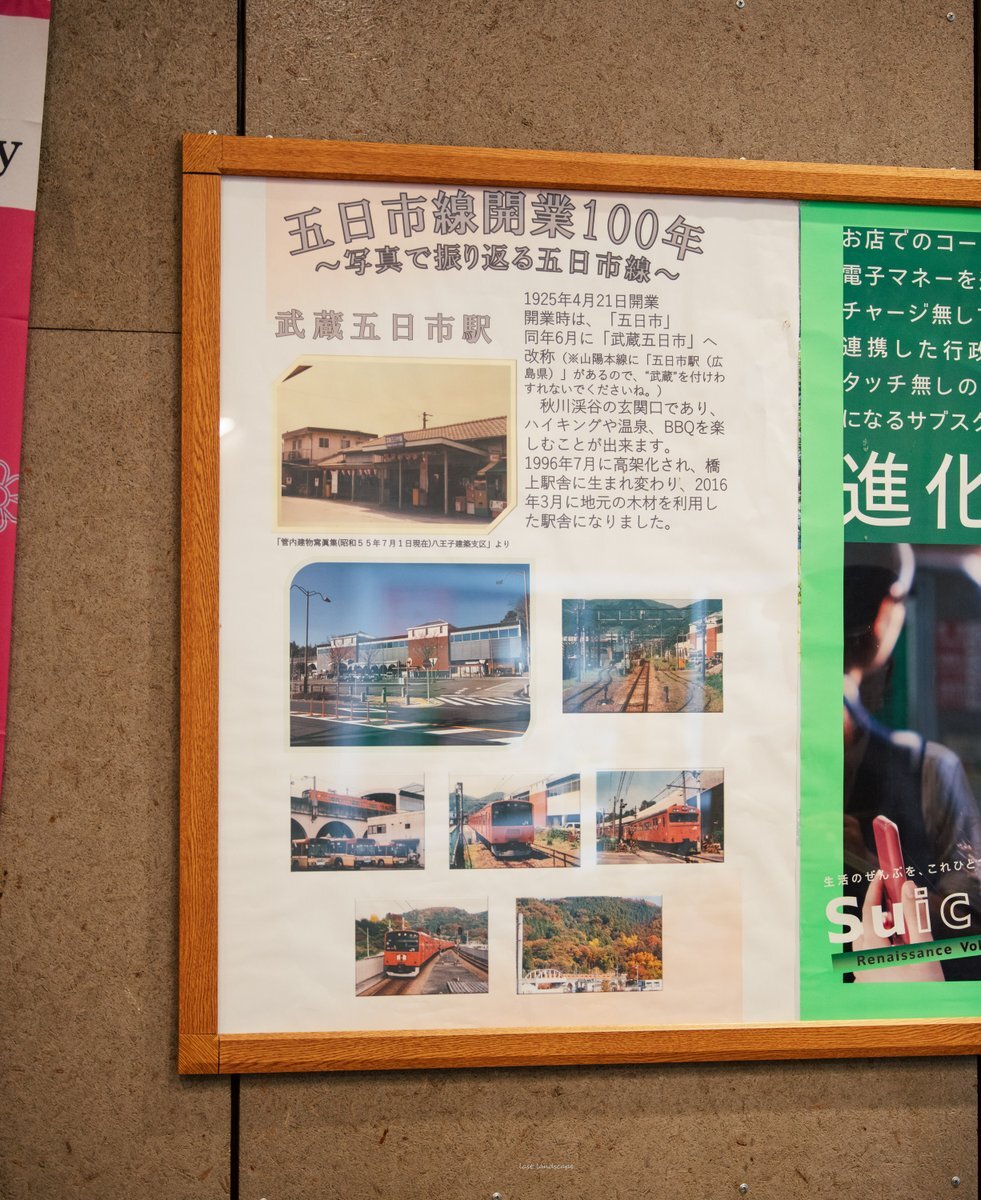 y
五日市線開業100年
~写真で振り返る五日市線~
武蔵五日市駅
1925年4月21日開業
開業時は、「五日市」
同年6月に「武蔵五日市」へ
改称(※山陽本線に「五日市駅(広
島県)」があるので、“武蔵”を付けわ
すれないでくださいね。)
秋川渓谷の玄関口であり、
ハイキングや温泉、BBQを楽
しむことが出来ます。
1996年7月に高架化され、橋
上駅舎に生まれ変わり、2016
年3月に地元の木材を利用し
た駅舎になりました。
「管内建物寫眞集(昭和55年7月1日現在)八王子建築支区」より
お店でのコー
電子マネーを
チャージ無し
連携した行政
タッチ無しの
になるサブスク
進化
生活のぜんぶを、これひと
Suic
Renaissance Vol
last landscape